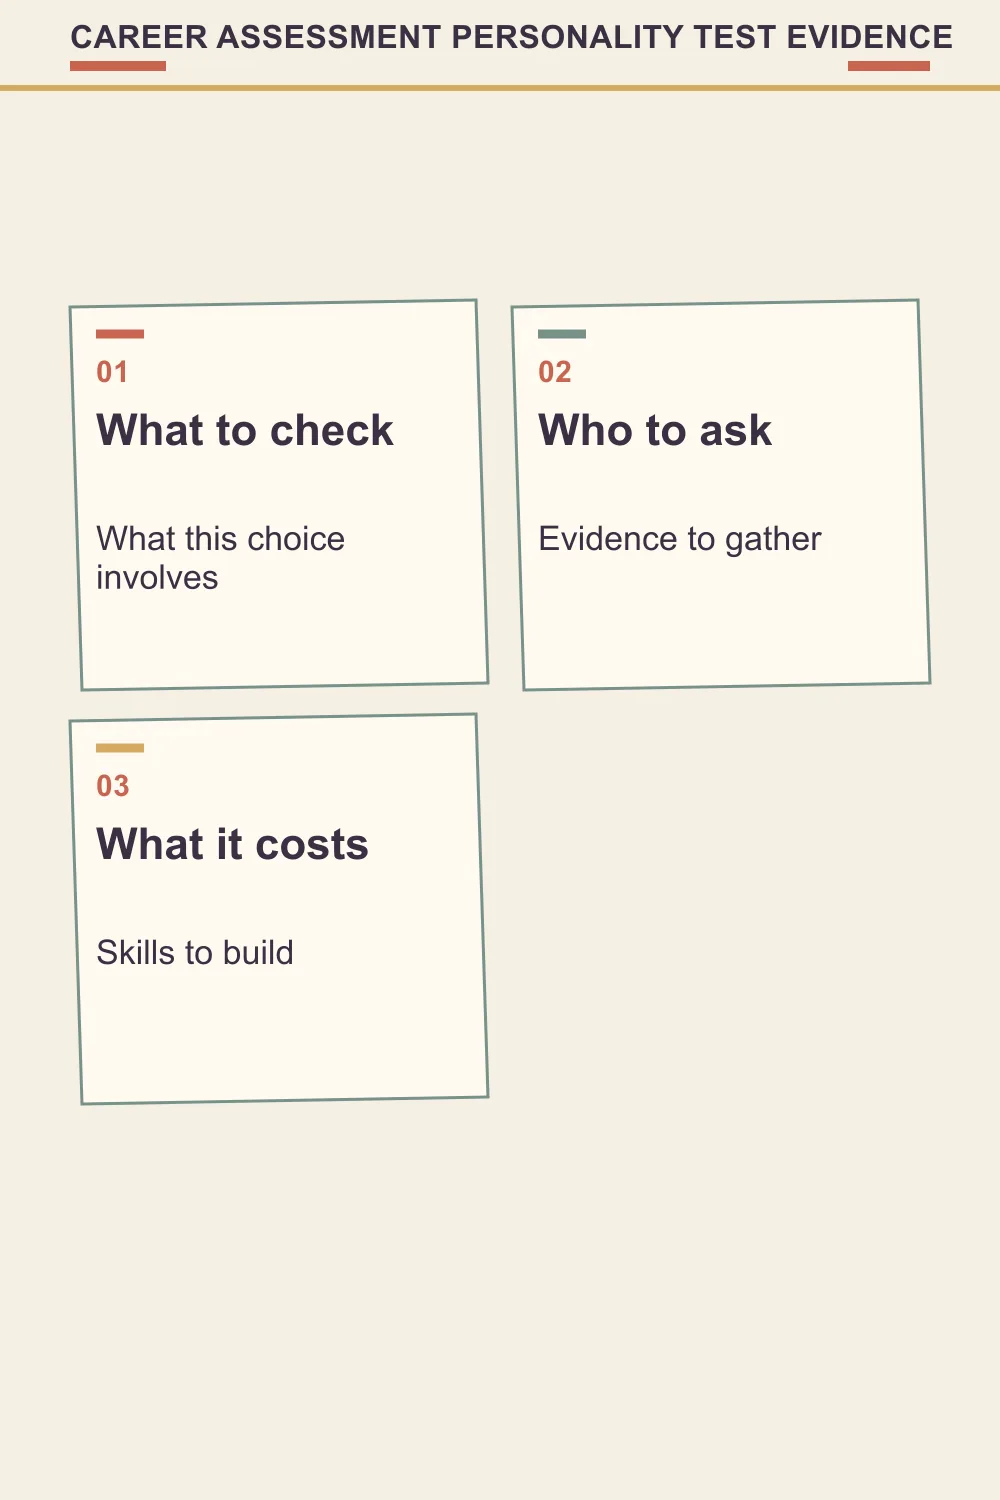 CAREER ASSESSMENT PERSONALITY TEST EVIDENCE
01
What to check
What this choice
involves
02
Who to ask
Evidence to gather
03
What it costs
Skills to build